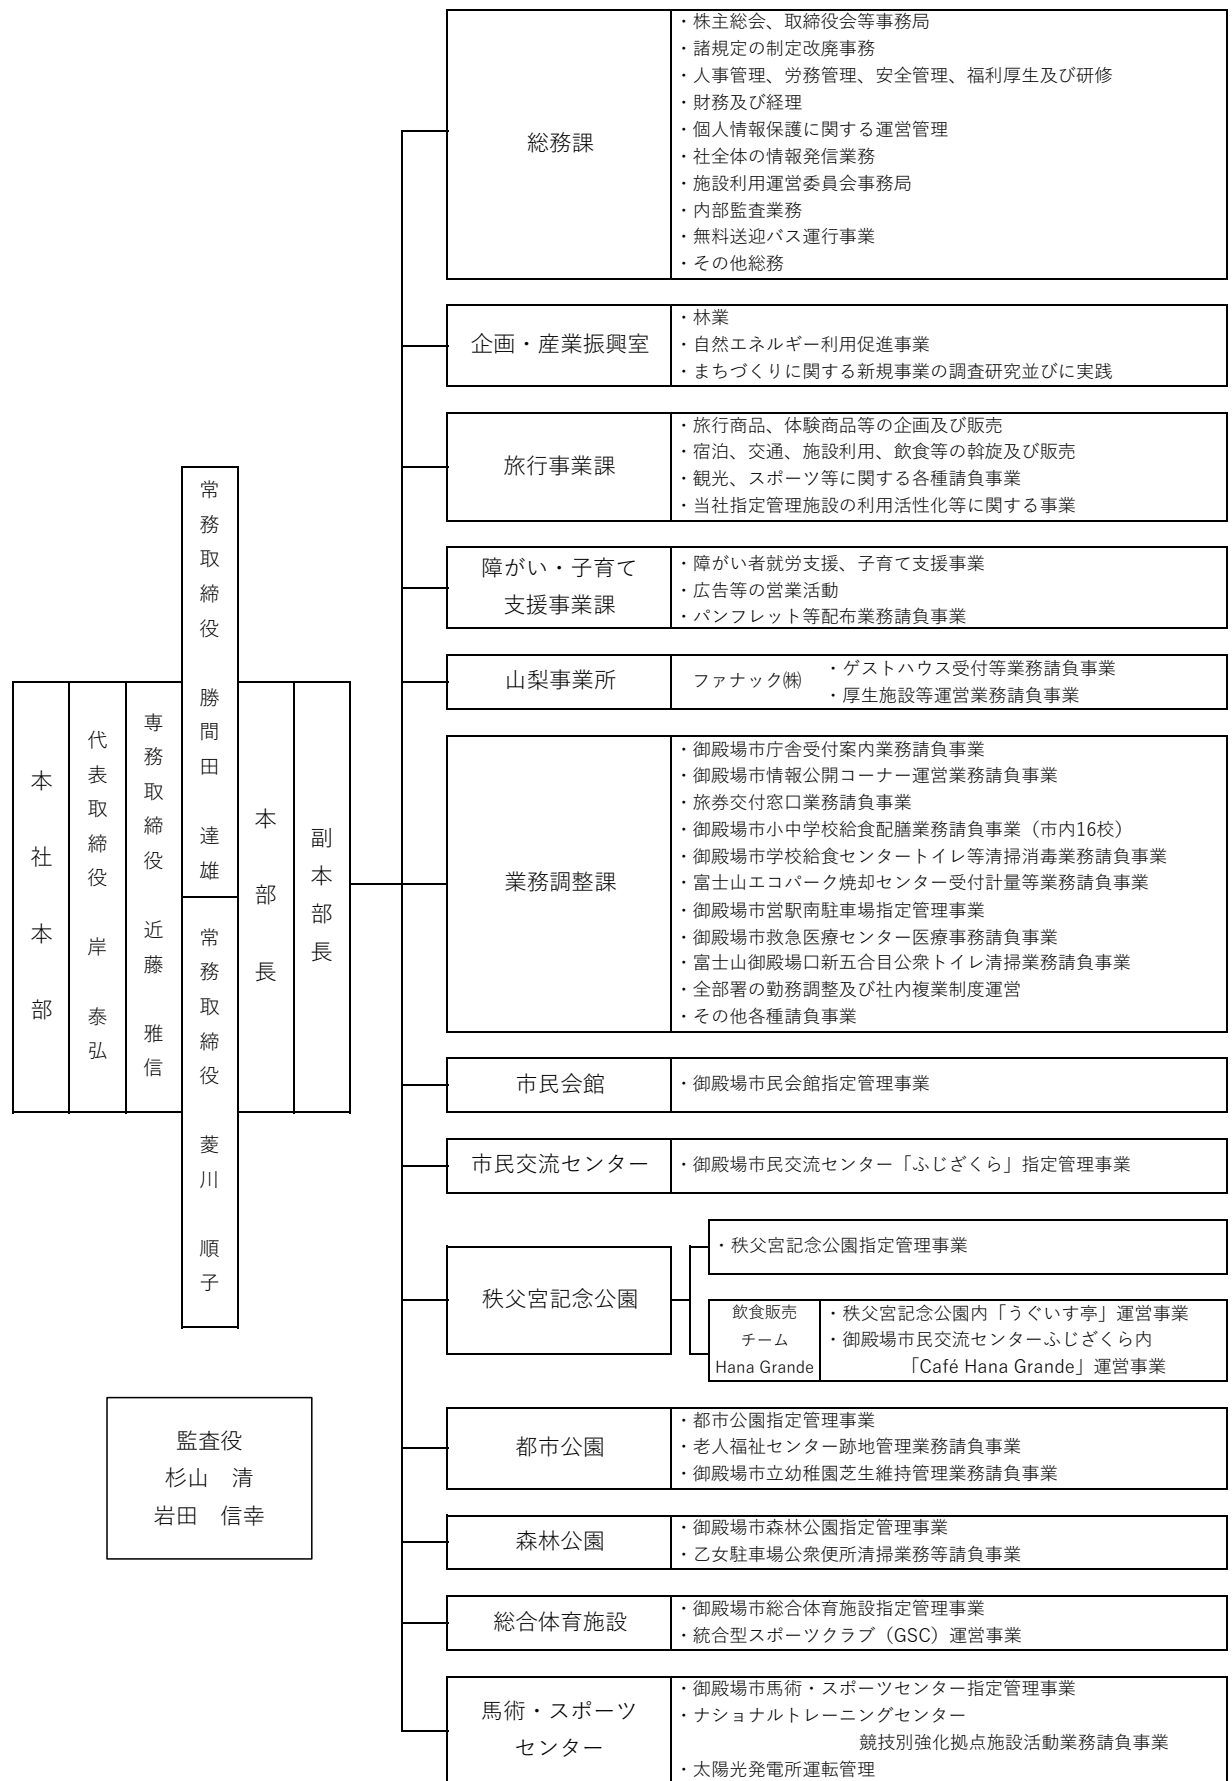 本社本部
代表取締役　岸　泰弘
専務取締役　近藤　雅信
常務取締役　勝間田　達雄
常務取締役　菱川　順子
本部長
副本部長
監査役
杉山　清
岩田　信幸
総務課
・株主総会、取締役会等事務局
・諸規定の制定改廃事務
・人事管理、労務管理、安全管理、福利厚生及び研修
・財務及び経理
・個人情報保護に関する運営管理
・社全体の情報発信業務
・施設利用運営委員会事務局
・内部監査業務
・無料送迎バス運行事業
・その他総務
企画・産業振興室
・林業
・自然エネルギー利用促進事業
・まちづくりに関する新規事業の調査研究並びに実践
旅行事業課
・旅行商品、体験商品等の企画及び販売
・宿泊、交通、施設利用、飲食等の斡旋及び販売
・観光、スポーツ等に関する各種請負事業
・当社指定管理施設の利用活性化等に関する事業
障がい・子育て
支援事業課
・障がい者就労支援、子育て支援事業
・広告等の営業活動
・パンフレット等配布業務請負事業
山梨事業所
ファナック㈱
・ゲストハウス受付等業務請負事業
・厚生施設等運営業務請負事業
業務調整課
・御殿場市庁舎受付案内業務請負事業
・御殿場市情報公開コーナー運営業務請負事業
・旅券交付窓口業務請負事業
・御殿場市小中学校給食配膳業務請負事業（市内16校）
・御殿場市学校給食センタートイレ等清掃消毒業務請負事業
・富士山エコパーク焼却センター受付計量等業務請負事業
・御殿場市営駅南駐車場指定管理事業
・御殿場市救急医療センター医療事務請負事業
・富士山御殿場口新五合目公衆トイレ清掃業務請負事業
・全部署の勤務調整及び社内複業制度運営
・その他各種請負事業
市民会館
・御殿場市民会館指定管理事業
市民交流センター
・御殿場市民交流センター「ふじざくら」指定管理事業
秩父宮記念公園
・秩父宮記念公園指定管理事業
飲食販売
チーム
Hana Grande
・秩父宮記念公園内「うぐいす亭」運営事業
・御殿場市民交流センターふじざくら内
「Café Hana Grande」運営事業
都市公園
・都市公園指定管理事業
・老人福祉センター跡地管理業務請負事業
・御殿場市立幼稚園芝生維持管理業務請負事業
森林公園
・御殿場市森林公園指定管理事業
・乙女駐車場公衆便所清掃業務等請負事業
総合体育施設
・御殿場市総合体育施設指定管理事業
・統合型スポーツクラブ（GSC）運営事業
馬術・スポーツ
センター
・御殿場市馬術・スポーツセンター指定管理事業
・ナショナルトレーニングセンター
競技別強化拠点施設活動業務請負事業
・太陽光発電所運転管理